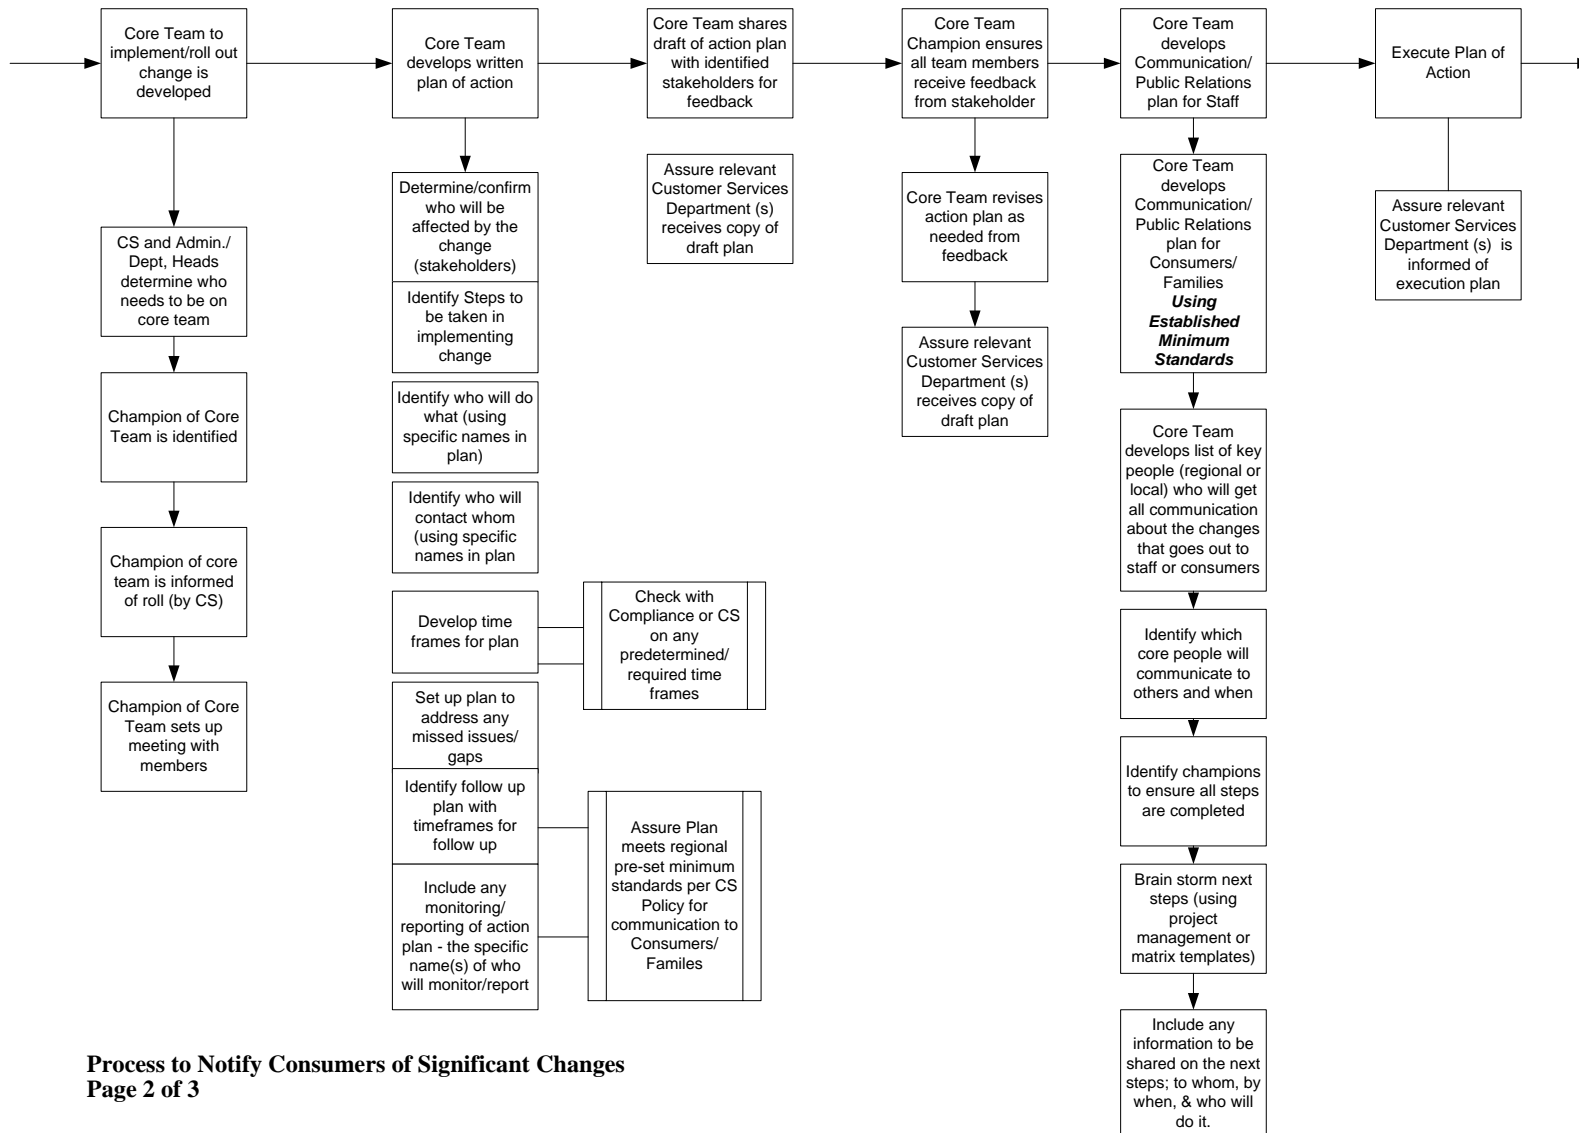 Core Team to
implement/roll out
change is
developed
Core Team
develops written
plan of action
Core Team shares
draft of action plan
with identified
stakeholders for
feedback
Core Team
Champion ensures
all team members
receive feedback
from stakeholder
Core Team
develops
Communication/
Public Relations
plan for Staff
Execute Plan of
Action
CS and Admin./
Dept, Heads
determine who
needs to be on
core team
Champion of Core
Team is identified
Champion of core
team is informed
of roll (by CS)
Champion of Core
Team sets up
meeting with
members
Determine/confirm
who will be
affected by the
change
(stakeholders)
Identify Steps to
be taken in
implementing
change
Identify who will do
what (using
specific names in
plan)
Identify who will
contact whom
(using specific
names in plan
Develop time
frames for plan
Check with
Compliance or CS
on any
predetermined/
required time
frames
Set up plan to
address any
missed issues/
gaps
Identify follow up
plan with
timeframes for
follow up
Include any
monitoring/
reporting of action
plan - the specific
name(s) of who
will monitor/report
Assure Plan
meets regional
pre-set minimum
standards per CS
Policy for
communication to
Consumers/
Familes
Assure relevant
Customer Services
Department (s)
receives copy of
draft plan
Core Team revises
action plan as
needed from
feedback
Assure relevant
Customer Services
Department (s)
receives copy of
draft plan
Core Team
develops
Communication/
Public Relations
plan for
Consumers/
Families
Using
Established
Minimum
Standards
Core Team
develops list of key
people (regional or
local) who will get
all communication
about the changes
that goes out to
staff or consumers
Identify which
core people will
communicate to
others and when
Identify champions
to ensure all steps
are completed
Brain storm next
steps (using
project
management or
matrix templates)
Include any
information to be
shared on the next
steps; to whom, by
when, & who will
do it.
Assure relevant
Customer Services
Department (s) is
informed of
execution plan
Process to Notify Consumers of Significant Changes
Page 2 of 3